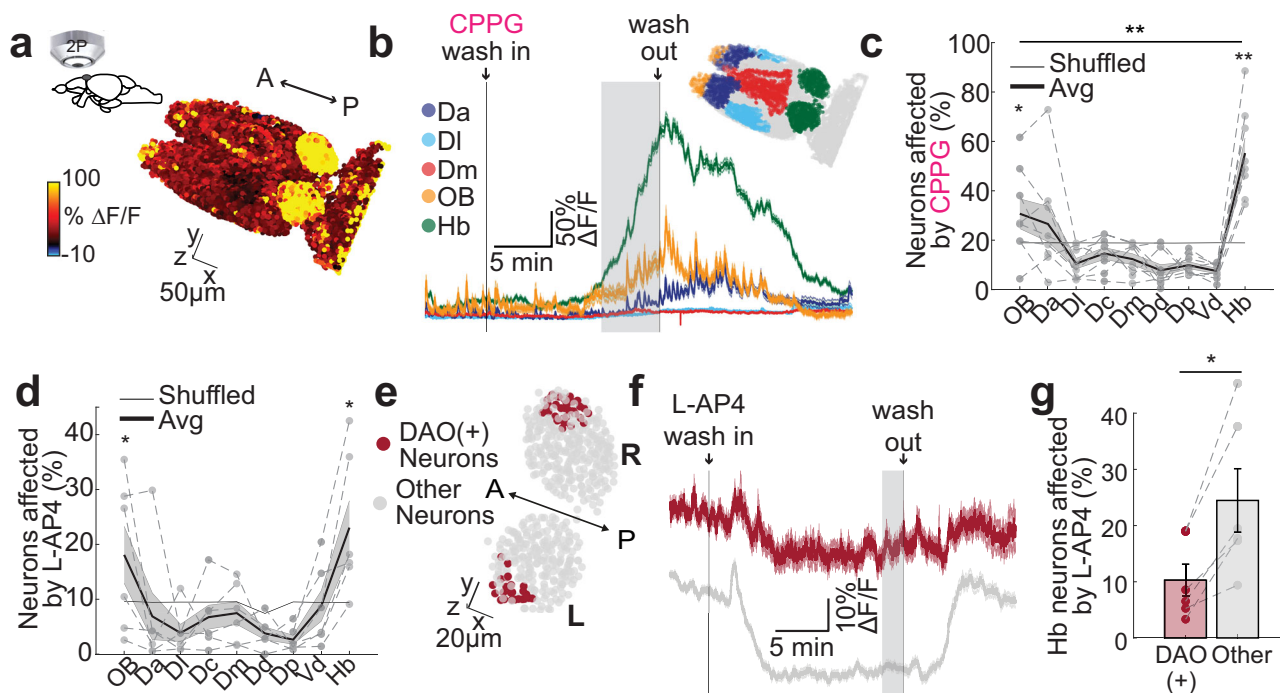 a
2P
A
P
100
% ΔF/F
-10
y
z
x
50µm
b
CPPG
wash in
wash
out
Da
Dl
Dm
OB
Hb
50%
ΔF/F
5 min
c
Neurons affected
by CPPG (%)
100
80
60
40
20
0
**
Shuffled
Avg
*
**
OB
Da
Dl
Dc
Dm
Dd
Dp
Vd
Hb
d
Neurons affected
by L-AP4 (%)
Shuffled
Avg
40
30
20
10
0
*
*
OB
Da
Dl
Dc
Dm
Dd
Dp
Vd
Hb
e
DAO(+)
Neurons
Other
Neurons
A
P
R
L
y
z
x
20µm
f
L-AP4
wash in
wash
out
10%
ΔF/F
5 min
g
Hb neurons affected
by L-AP4 (%)
*
40
30
20
10
0
DAO
(+)
Other